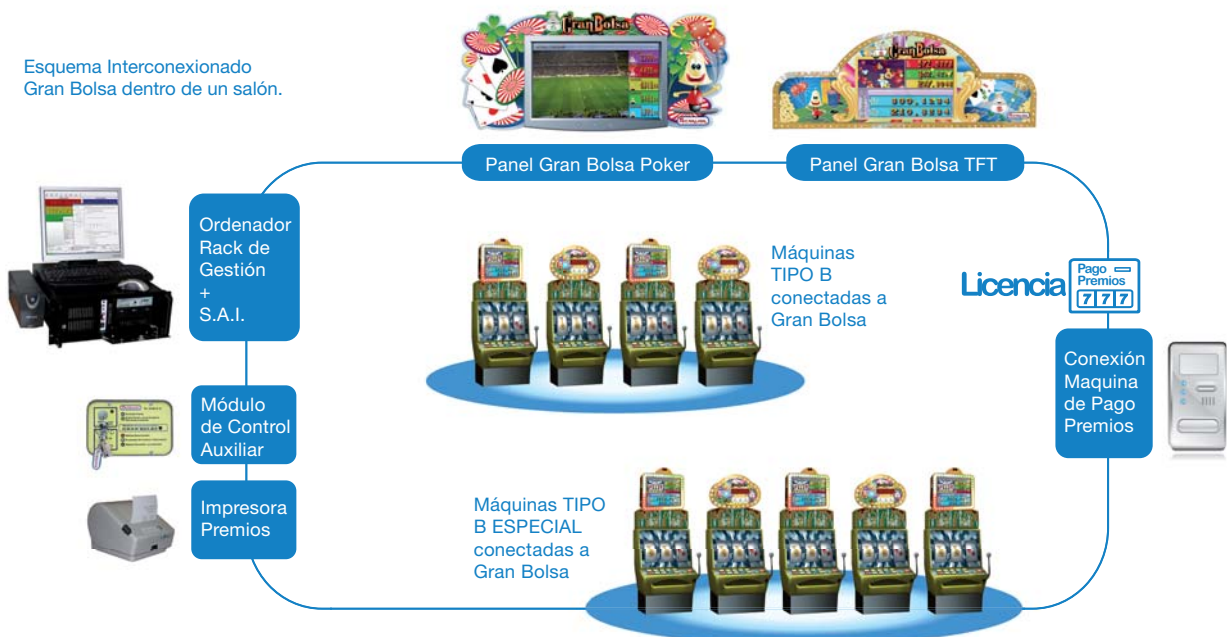 Esquema Interconexionado
Gran Bolsa dentro de un salón.
GranBolsa
GranBolsa
Panel Gran Bolsa Poker
Panel Gran Bolsa TFT
Ordenador
Rack de
Gestión
+
S.A.I.
Máquinas
TIPO B
conectadas a
Gran Bolsa
Licencia
Pago
Premios
777
Conexión
Maquina
de Pago
Premios
Módulo
de Control
Auxiliar
Impresora
Premios
Máquinas TIPO
B ESPECIAL
conectadas a
Gran Bolsa